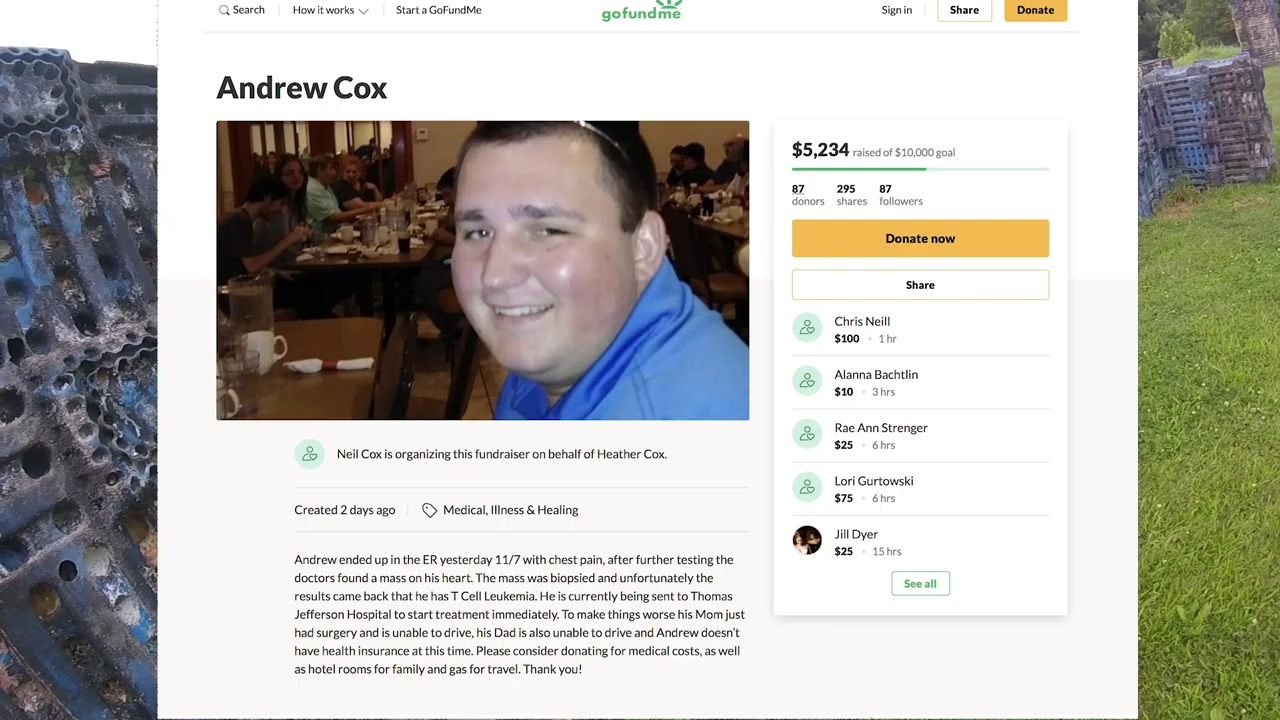 Search How it works Start a GoFundMe gofundme Sign in Share Donate
Andrew Cox
$5,234 raised of $10,000 goal
87 donors
295 shares
87 followers
Donate now
Share
Chris Neill
$100 • 1 hr
Alanna Bachtlin
$10 • 3 hrs
Rae Ann Strenger
$25 • 6 hrs
Lori Gurtowski
$75 • 6 hrs
Jill Dyer
$25 • 15 hrs
See all
Neil Cox is organizing this fundraiser on behalf of Heather Cox.
Created 2 days ago Medical, Illness & Healing
Andrew ended up in the ER yesterday 11/7 with chest pain, after further testing the
doctors found a mass on his heart. The mass was biopsied and unfortunately the
results came back that he has T Cell Leukemia. He is currently being sent to Thomas
Jefferson Hospital to start treatment immediately. To make things worse his Mom just
had surgery and is unable to drive, his Dad is also unable to drive and Andrew doesn't
have health insurance at this time. Please consider donating for medical costs, as well
as hotel rooms for family and gas for travel. Thank you!